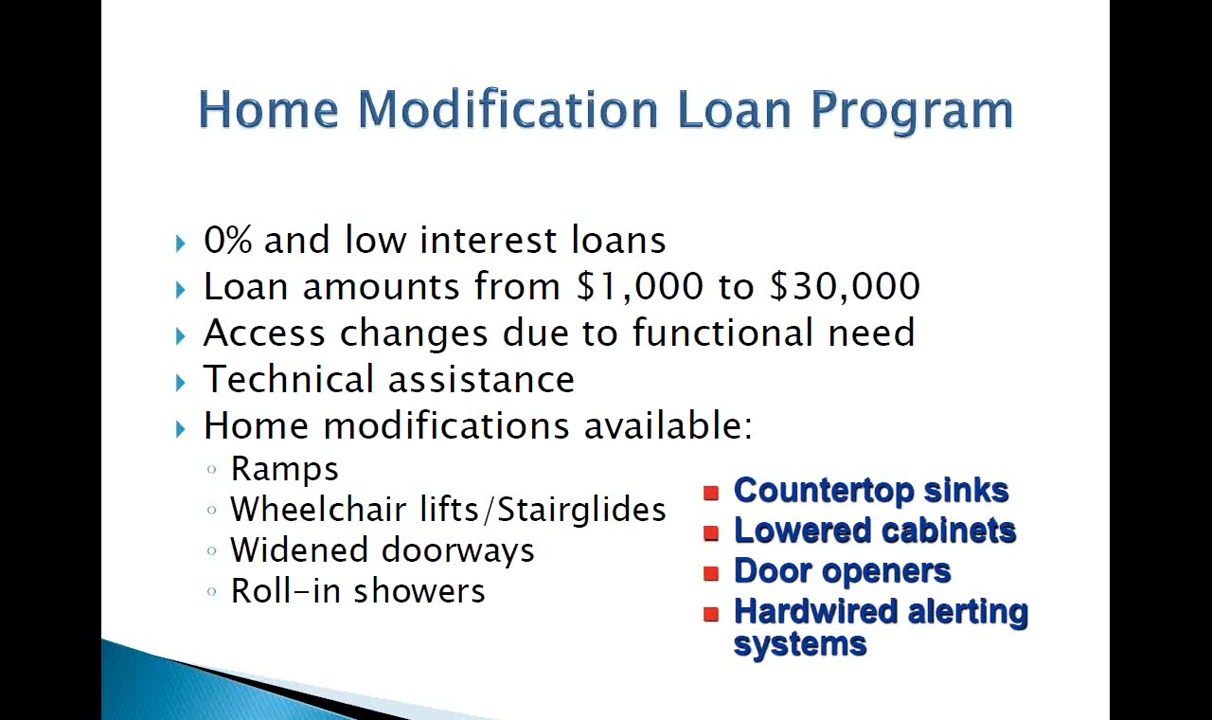 Home Modification Loan Program
0% and low interest loans
Loan amounts from $1,000 to $30,000
Access changes due to functional need
Technical assistance
Home modifications available:
Ramps
Wheelchair lifts/Stairglides
Widened doorways
Roll-in showers
Countertop sinks
Lowered cabinets
Door openers
Hardwired alerting
systems